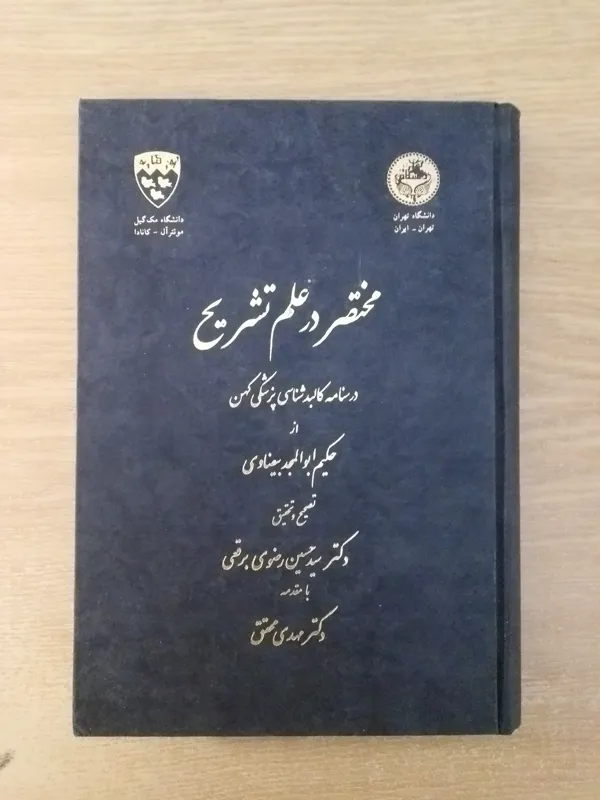 دانشگاه تهران
تهران - ایران
دانشگاه مک‌گیل
مونترآل - کانادا
مختصر در علم تشریح
درسنامه کالبدشناسی پزشکی کهن
از
حکیم ابوالمجد بیضاوی
تصحیح و تحقیق
دکتر سید حسین رضوی برقعی
با مقدمه
دکتر مهدی محقق